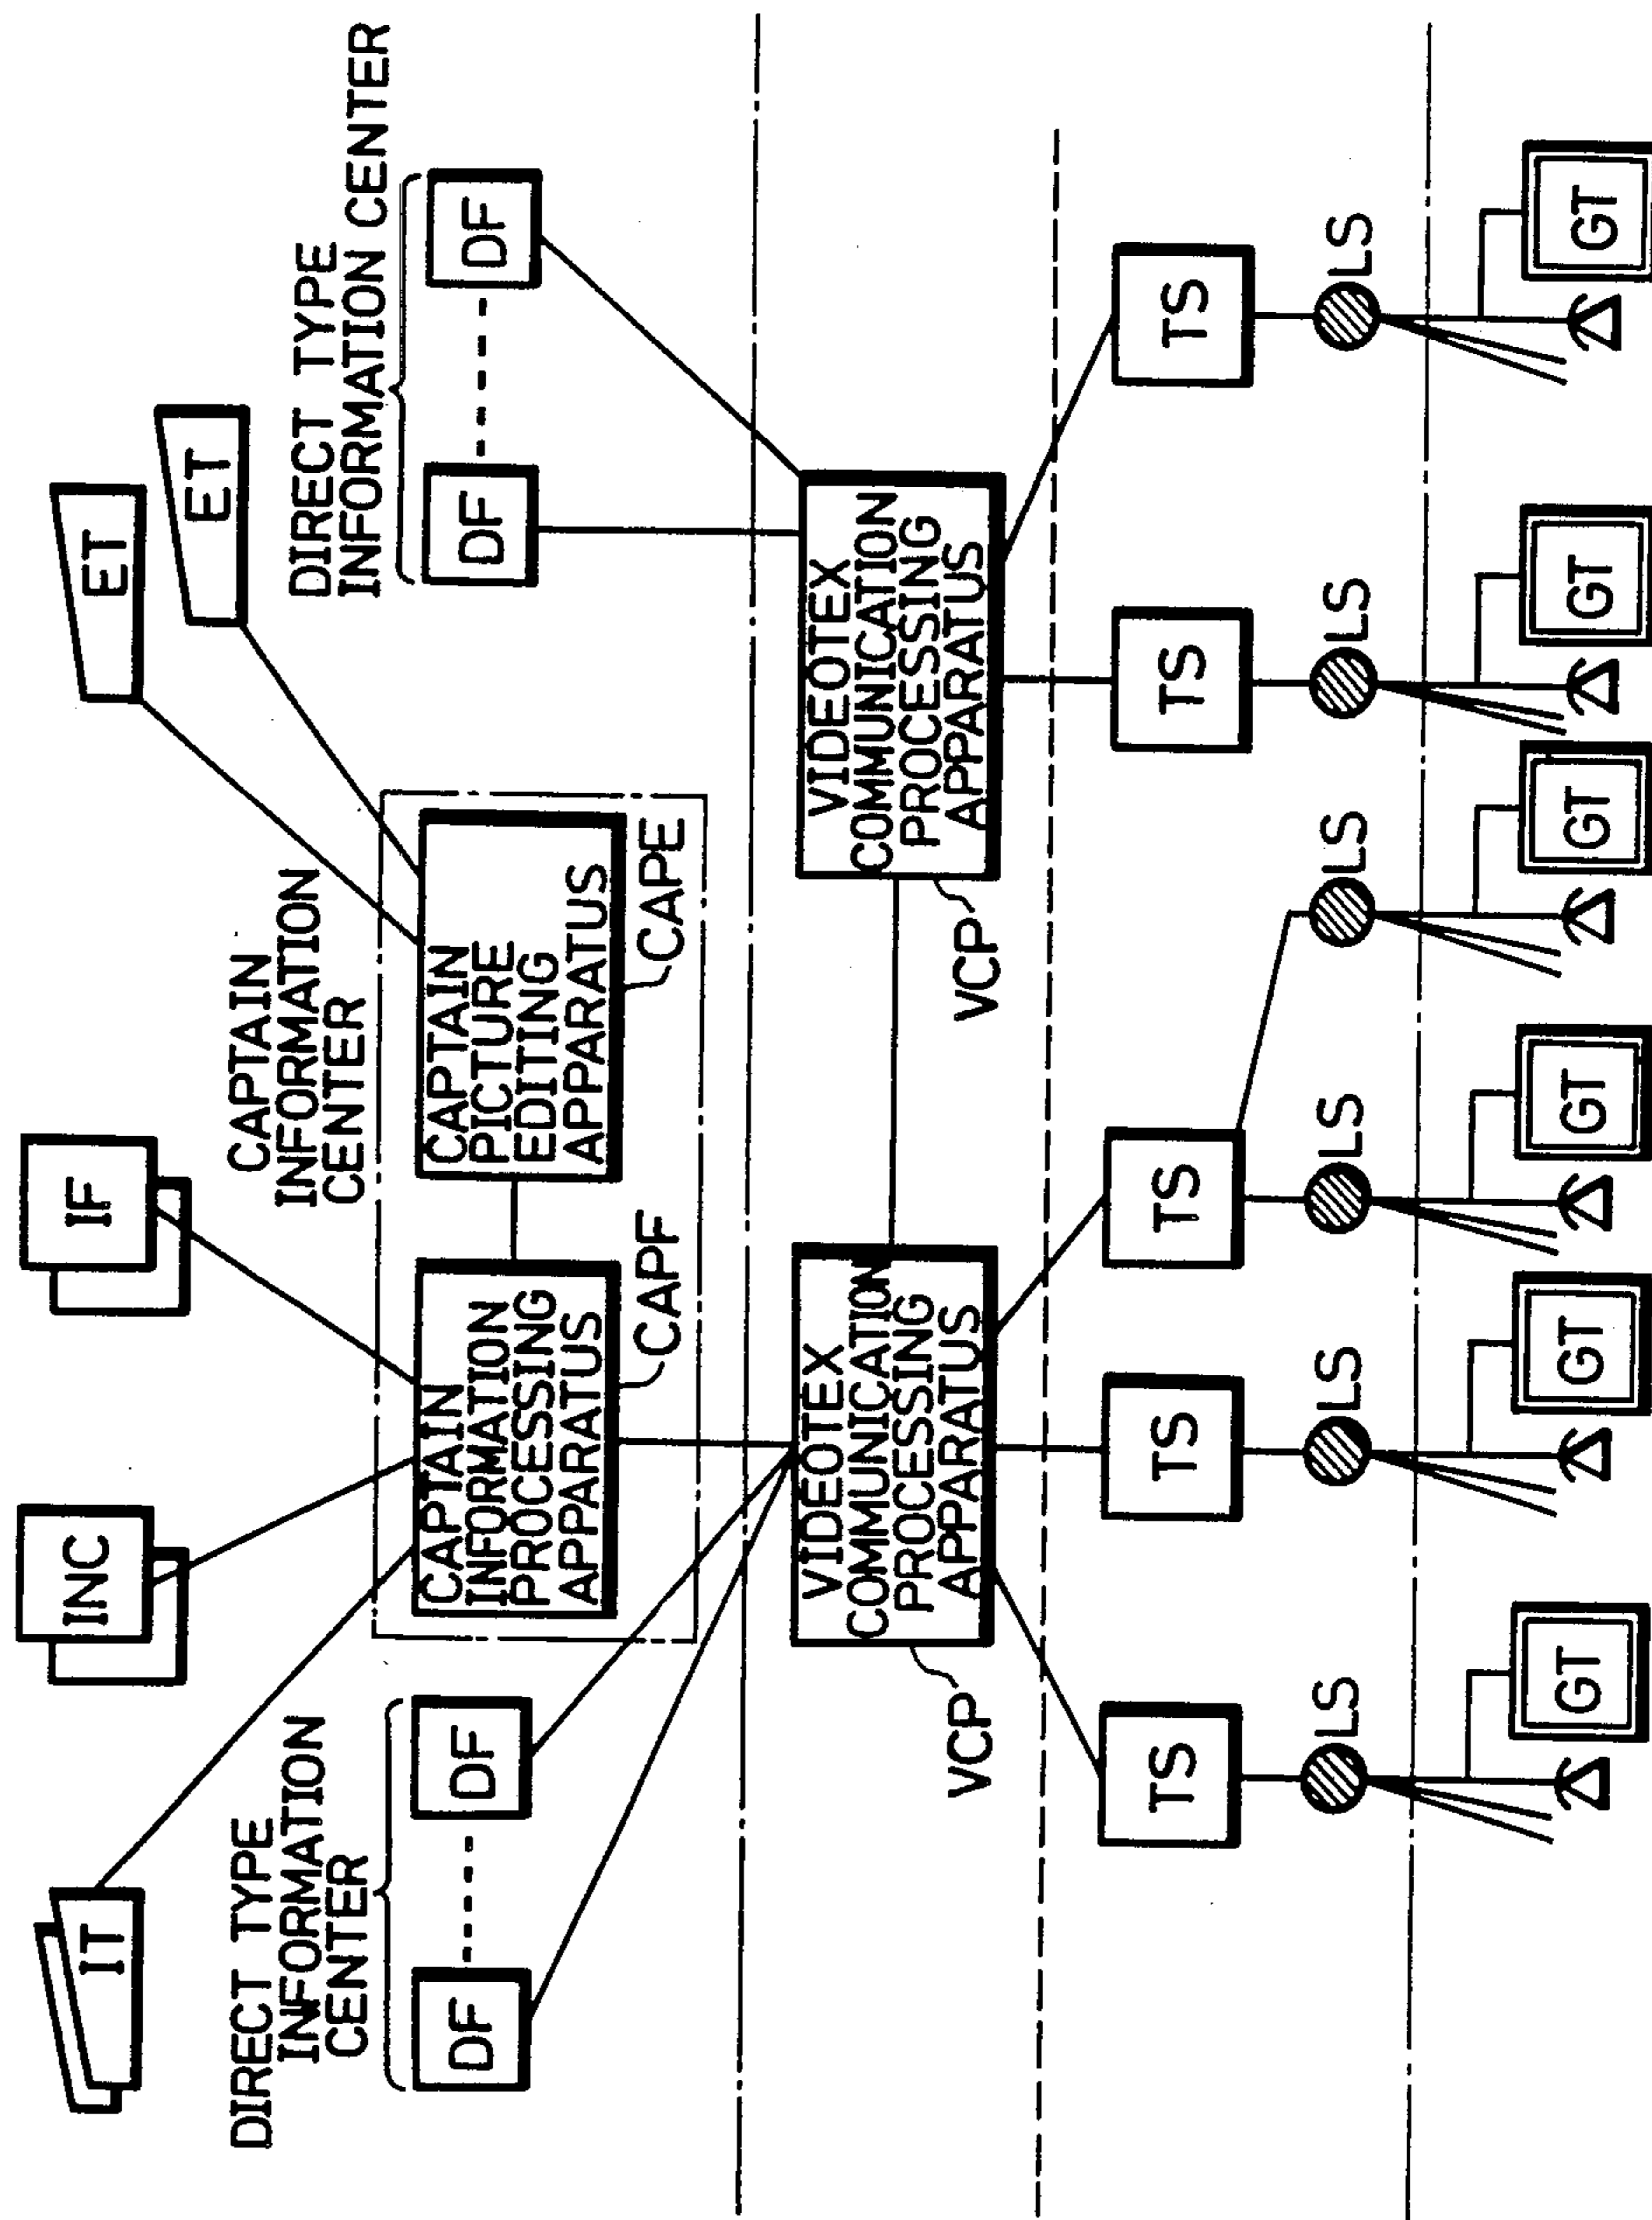 IT
INC
IF
ET
ET
DIRECT TYPE
INFORMATION
CENTER
CAPTAIN
INFORMATION
CENTER
DIRECT TYPE
INFORMATION CENTER
DF
DF
CAPTAIN
INFORMATION
PROCESSING
APPARATUS
CAPF
CAPTAIN
PICTURE
EDITING
APPARATUS
CAPE
DF
DF
VIDEOTEX
COMMUNICATION
PROCESSING
APPARATUS
VCP
VIDEOTEX
COMMUNICATION
PROCESSING
APPARATUS
VCP
TS
TS
TS
TS
TS
LS
LS
LS
LS
LS
LS
GT
GT
GT
GT
GT
GT